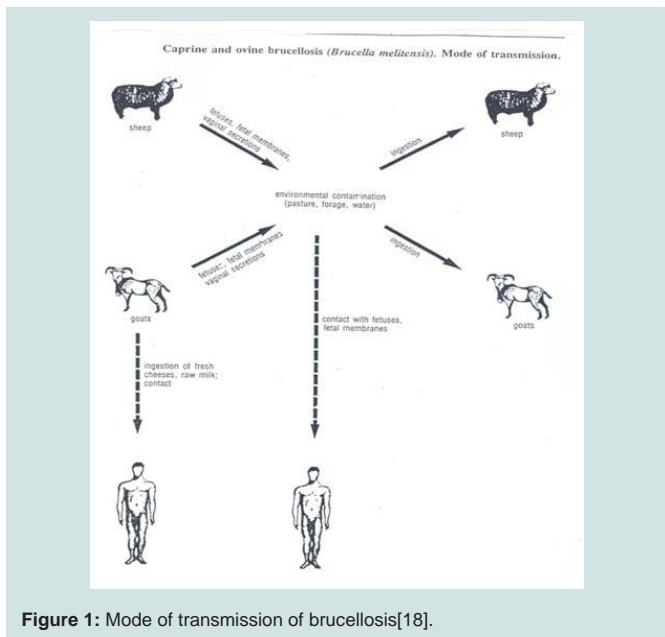 Caprine and ovine brucellosis (Brucella melitensis). Mode of transmission.
sheep
fetuses, fetal membranes,
vaginal secretions
ingestion
sheep
environmental contamination
(pasture, forage, water)
goats
fetuses, fetal membranes
vaginal secretions
ingestion
goats
ingestion of fresh
cheeses, raw milk;
contact
contact with fetuses,
fetal membranes
Figure 1: Mode of transmission of brucellosis[18].